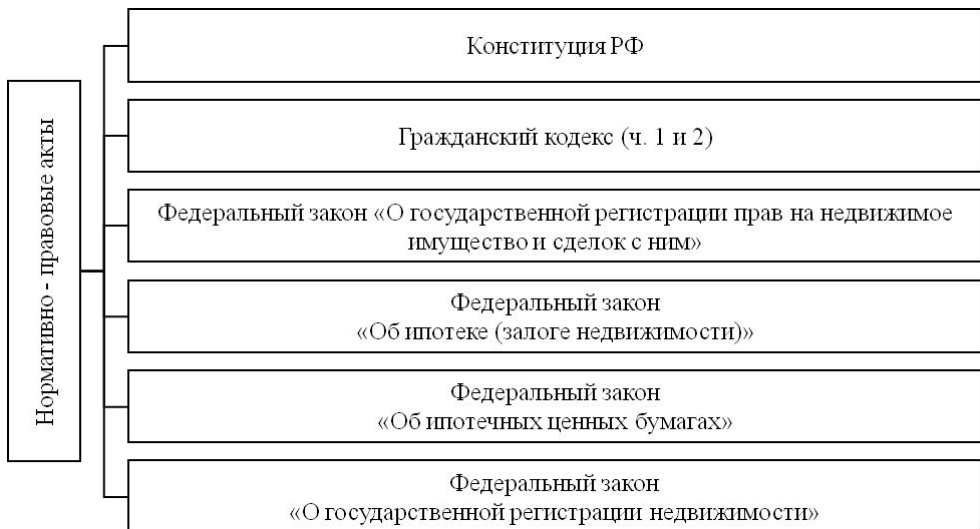 Нормативно - правовые акты
Конституция РФ
Гражданский кодекс (ч. 1 и 2)
Федеральный закон «О государственной регистрации прав на недвижимое
имущество и сделок с ним»
Федеральный закон
«Об ипотеке (залоге недвижимости)»
Федеральный закон
«Об ипотечных ценных бумагах»
Федеральный закон
«О государственной регистрации недвижимости»